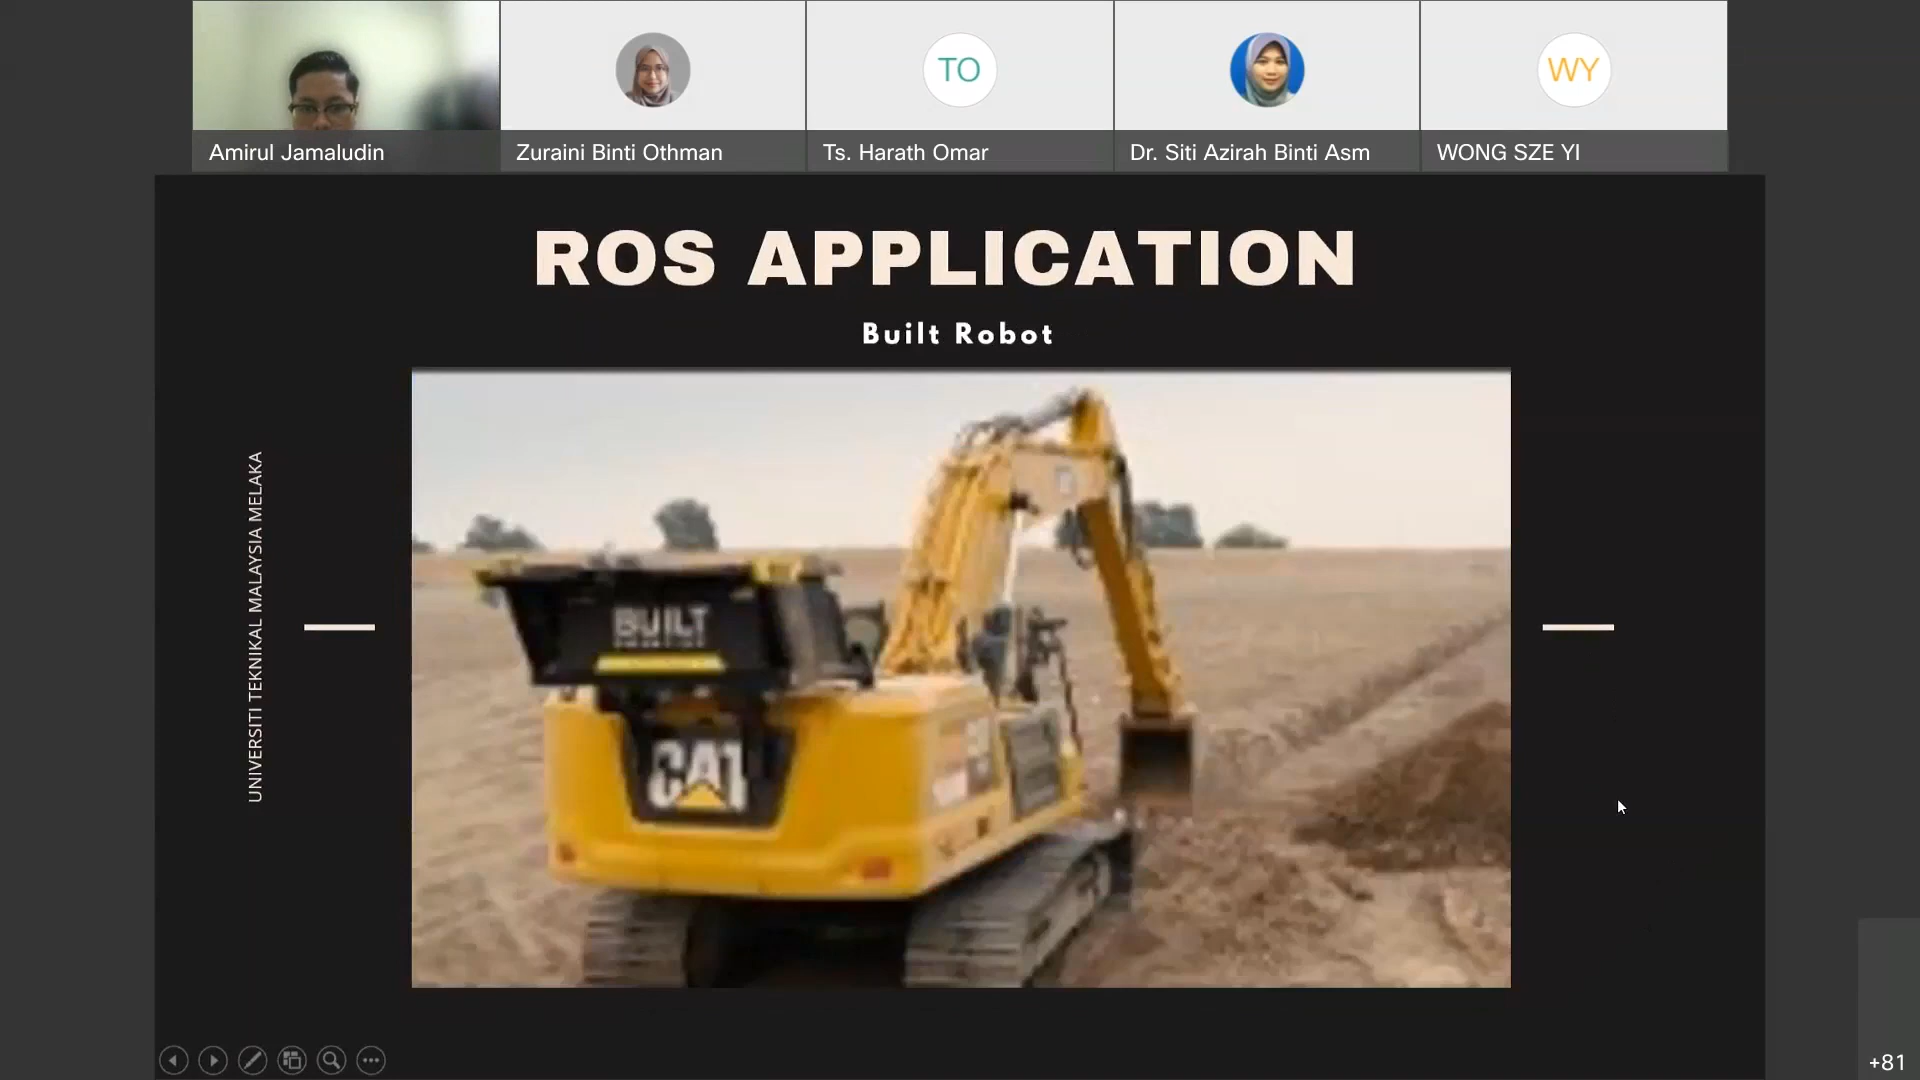 TO
WY
Amirul Jamaludin
Zuraini Binti Othman
Ts. Harath Omar
Dr. Siti Azirah Binti Asm
WONG SZE YI
ROS APPLICATION
Built Robot
UNIVERSITI TEKNIKAL MALAYSIA MELAKA
BUILT
CAT
+81